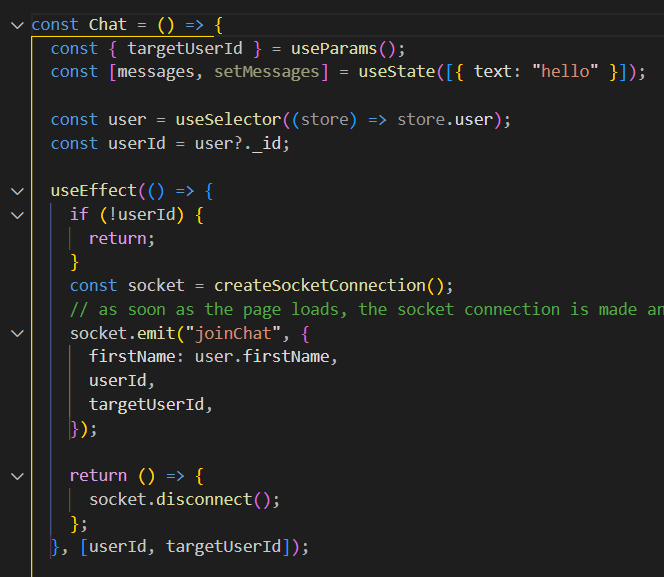 const Chat = () => {
  const { targetUserId } = useParams();
  const [messages, setMessages] = useState([{ text: "hello" }]);

  const user = useSelector((store) => store.user);
  const userId = user?._id;

  useEffect(() => {
    if (!userId) {
      return;
    }
    const socket = createSocketConnection();
    // as soon as the page loads, the socket connection is made an
    socket.emit("joinChat", {
      firstName: user.firstName,
      userId,
      targetUserId,
    });

    return () => {
      socket.disconnect();
    };
  }, [userId, targetUserId]);